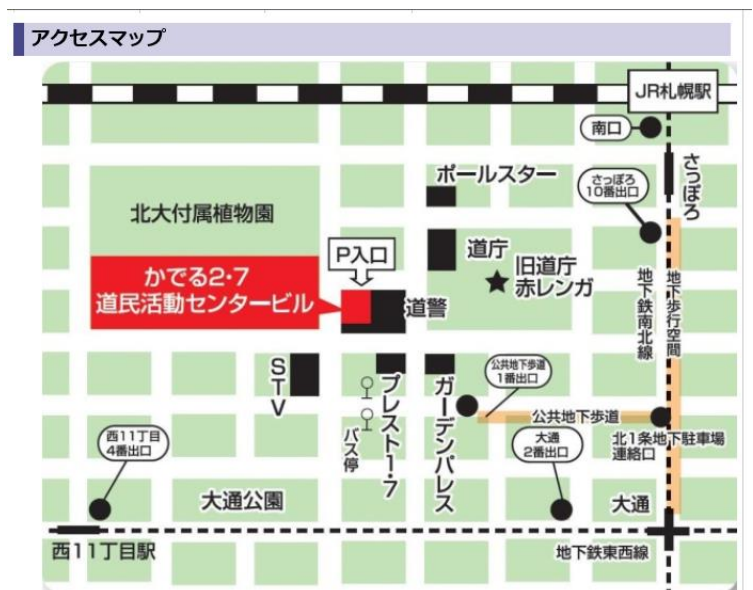 アクセスマップ
JR札幌駅
南口
さっぽろ
さっぽろ
10番出口
ポールスター
北大付属植物園
P入口
道庁
旧道庁
赤レンガ
かでる2・7
道民活動センタービル
道警
地下鉄南北線
地下歩行空間
STV
プレスト1・7
ガーデンパレス
公共地下歩道
1番出口
バス停
公共地下歩道
北1条地下駐車場
連絡口
西11丁目
4番出口
大通
2番出口
大通公園
大通
西11丁目駅
地下鉄東西線